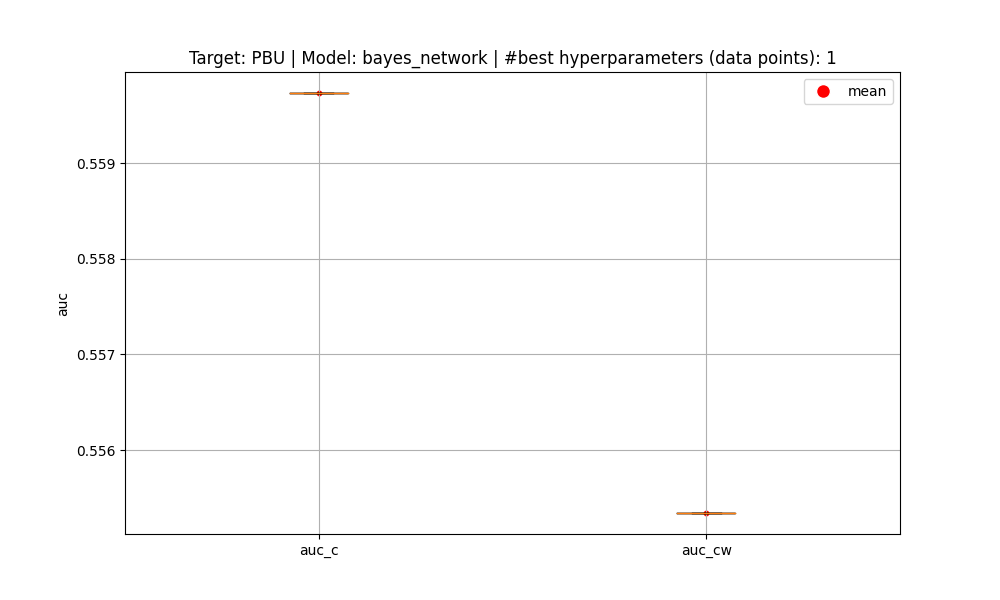 Target: PBU | Model: bayes_network | #best hyperparameters (data points): 1
mean
0.559
0.558
0.557
0.556
auc
auc_c
auc_cw